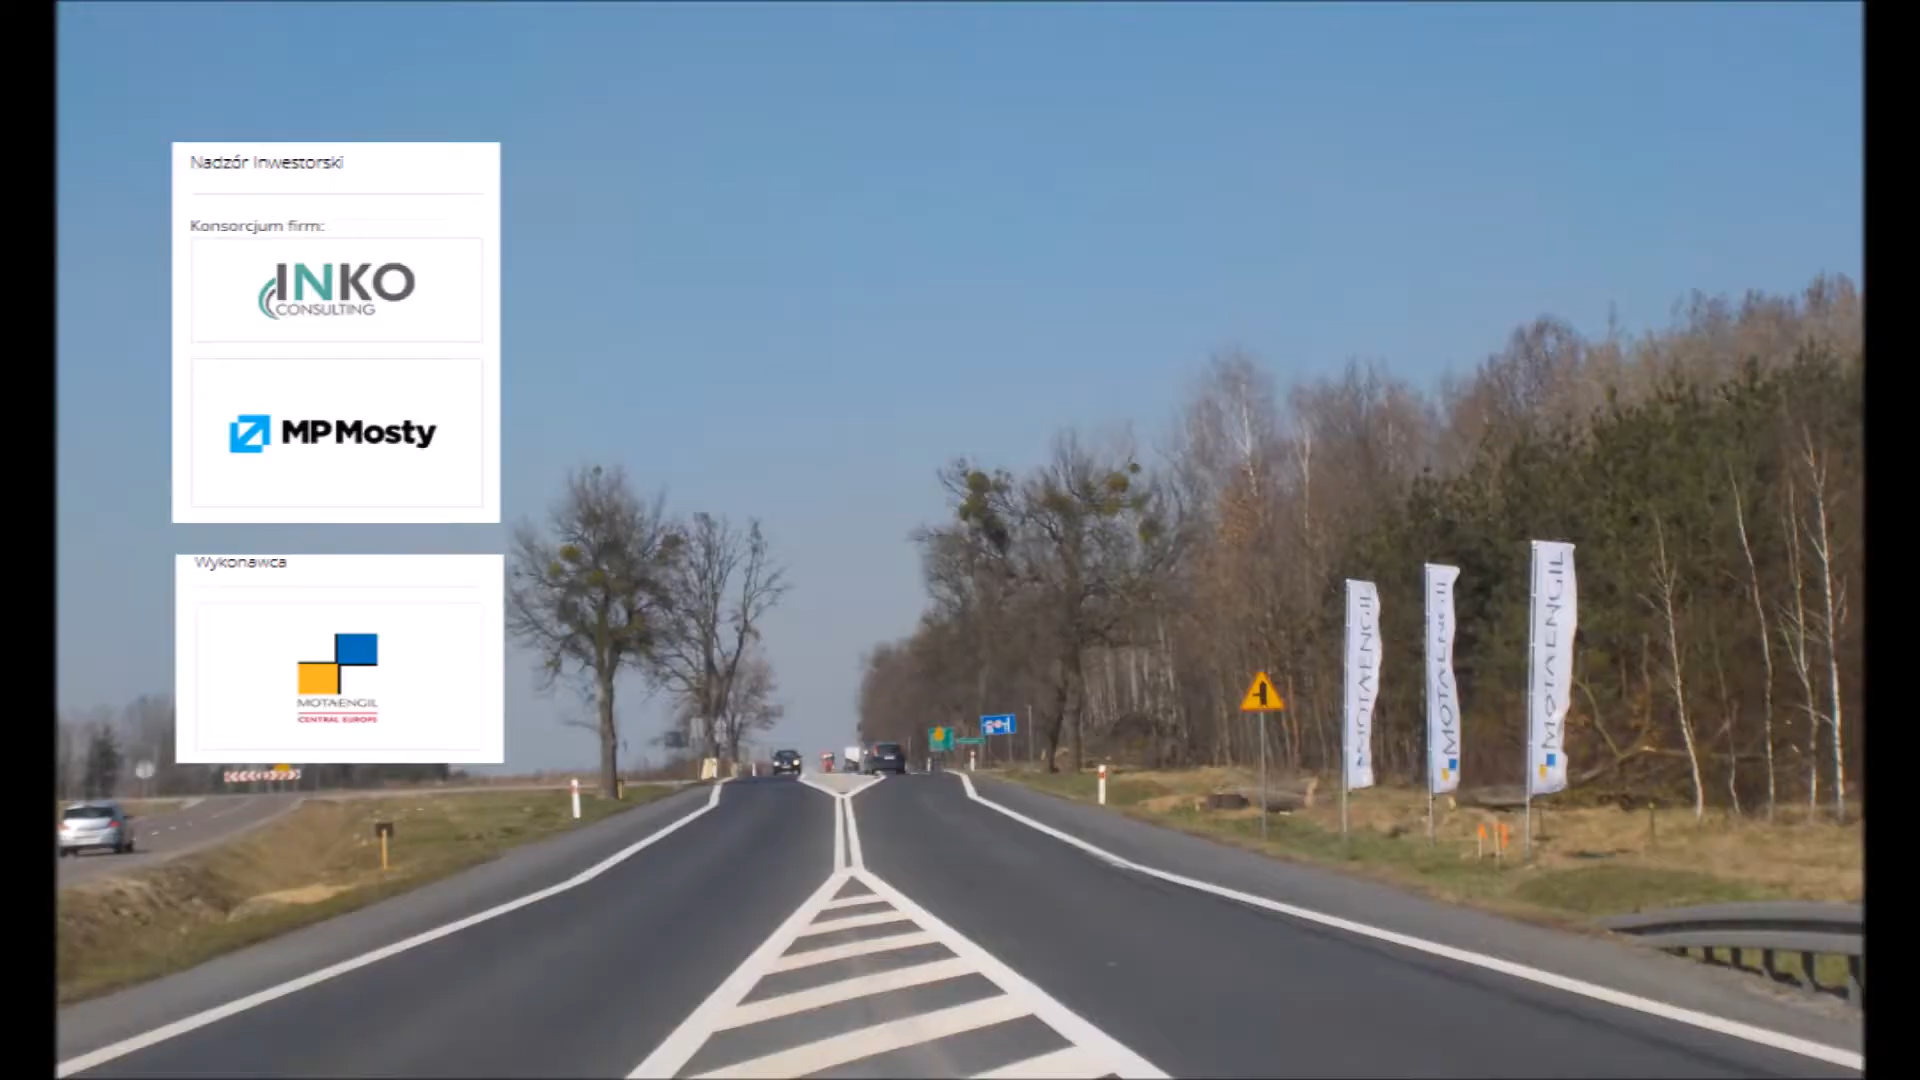 Nadzór Inwestorski
Konsorcjum firm:
INKO
CONSULTING
MP Mosty
Wykonawca
MOTAENGIL
CENTRAL EUROPE
MOTAENGIL
MOTAENGIL
MOTAENGIL